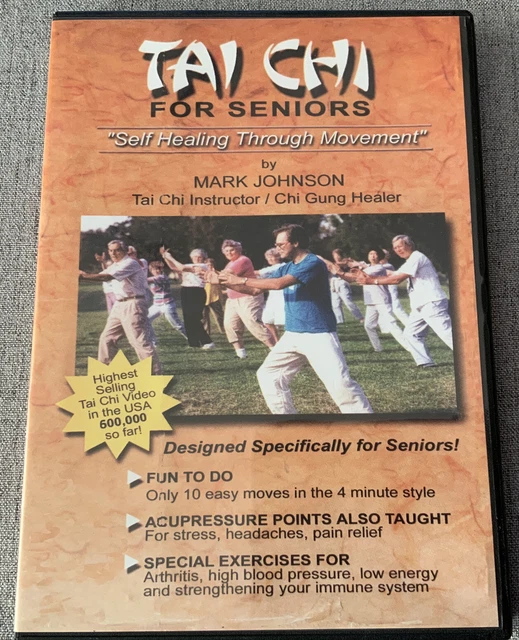 TAI CHI
FOR SENIORS
"Self Healing Through Movement"
by
MARK JOHNSON
Tai Chi Instructor / Chi Gung Healer
Highest
Selling
Tai Chi Video
in the USA
600,000
so far!
Designed Specifically for Seniors!
FUN TO DO
Only 10 easy moves in the 4 minute style
ACUPRESSURE POINTS ALSO TAUGHT
For stress, headaches, pain relief
SPECIAL EXERCISES FOR
Arthritis, high blood pressure, low energy
and strengthening your immune system